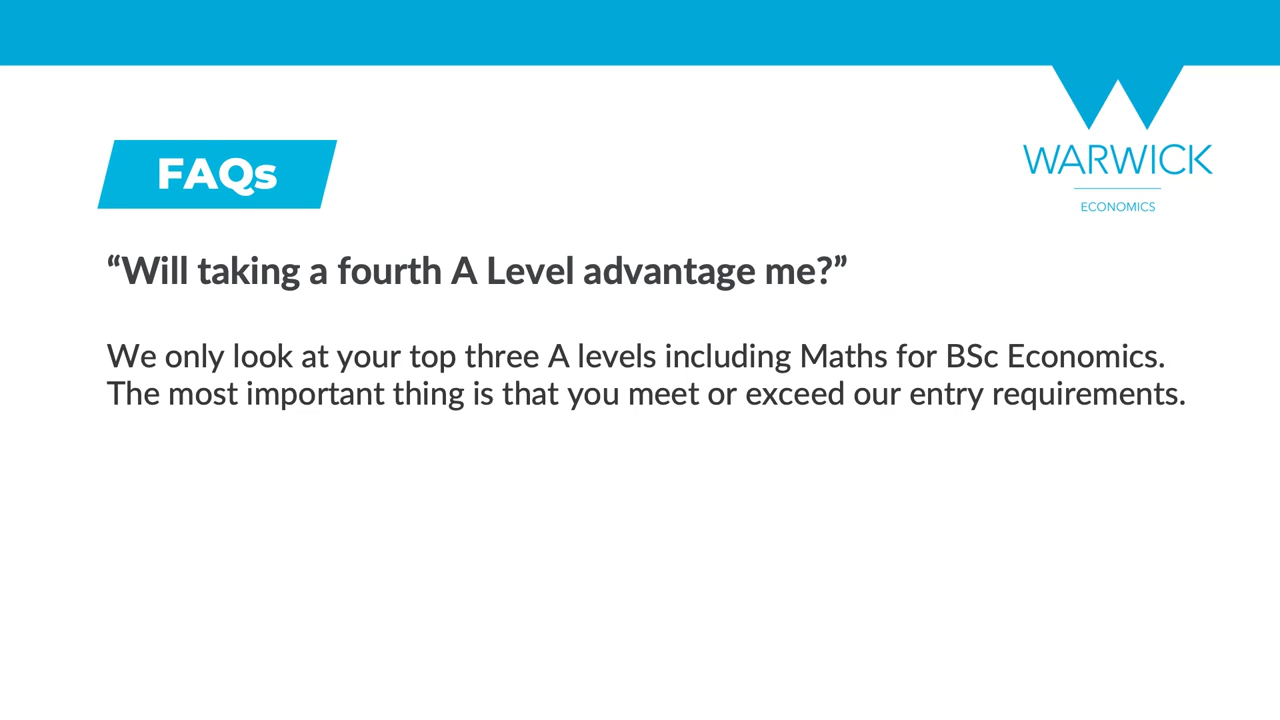 WARWICK
ECONOMICS
FAQs
“Will taking a fourth A Level advantage me?”
We only look at your top three A levels including Maths for BSc Economics.
The most important thing is that you meet or exceed our entry requirements.